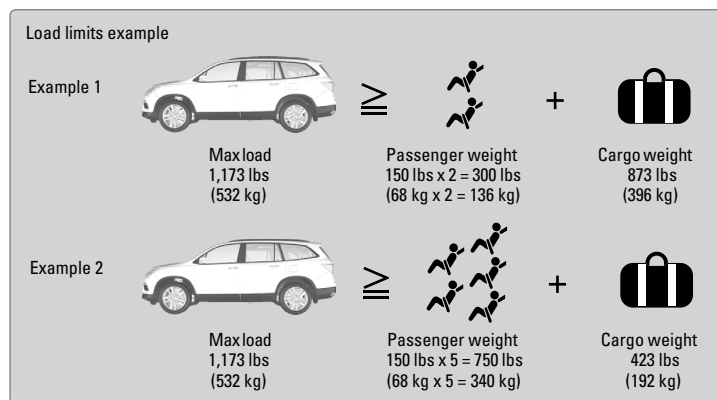 Load limits example
Example 1
≧
+
Max load
1,173 lbs
(532 kg)
Passenger weight
150 lbs x 2 = 300 lbs
(68 kg x 2 = 136 kg)
Cargo weight
873 lbs
(396 kg)
Example 2
≧
+
Max load
1,173 lbs
(532 kg)
Passenger weight
150 lbs x 5 = 750 lbs
(68 kg x 5 = 340 kg)
Cargo weight
423 lbs
(192 kg)